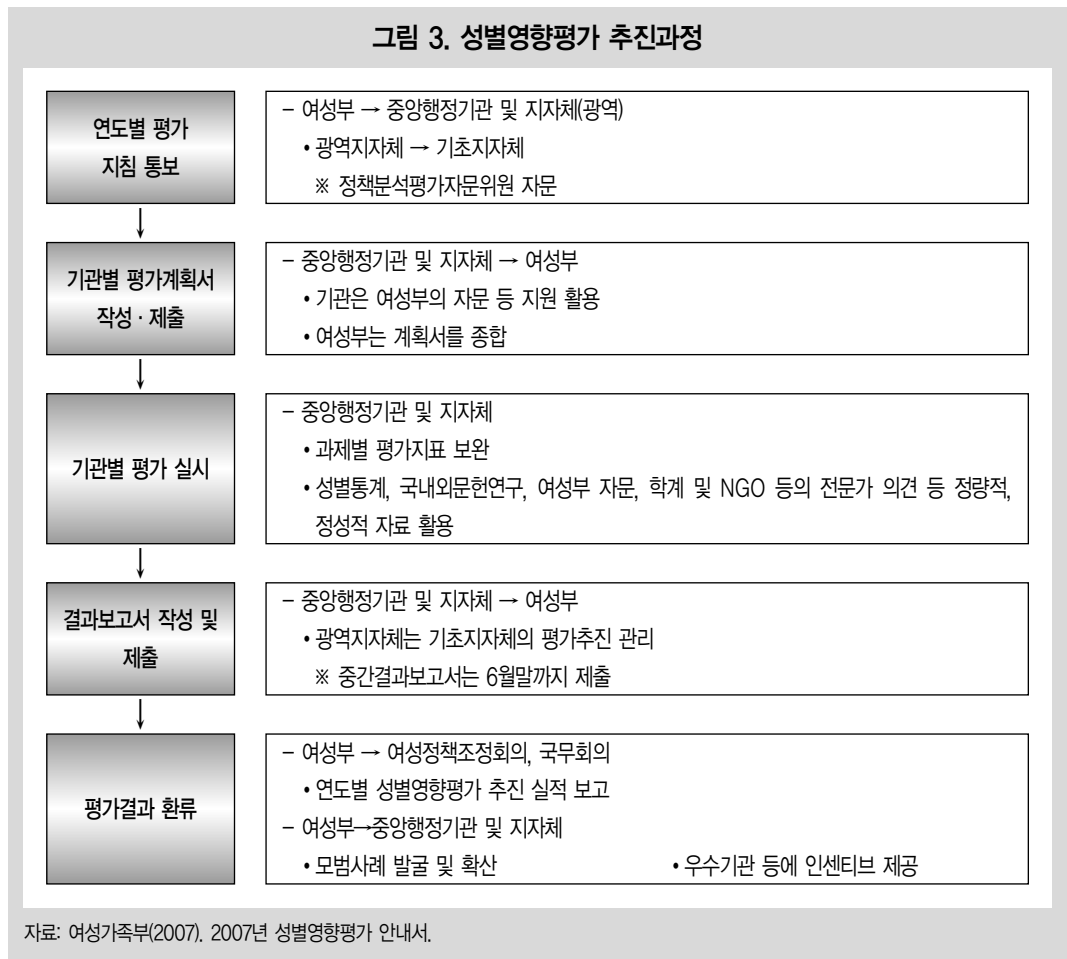 그림 3. 성별영향평가 추진과정
연도별 평가
지침 통보
– 여성부 → 중앙행정기관 및 지자체(광역)
• 광역지자체 → 기초지자체
※ 정책분석평가자문위원 자문
기관별 평가계획서
작성 · 제출
– 중앙행정기관 및 지자체 → 여성부
• 기관은 여성부의 자문 등 지원 활용
• 여성부는 계획서를 종합
기관별 평가 실시
– 중앙행정기관 및 지자체
• 과제별 평가지표 보완
• 성별통계, 국내외문헌연구, 여성부 자문, 학계 및 NGO 등의 전문가 의견 등 정량적,
정성적 자료 활용
결과보고서 작성 및
제출
– 중앙행정기관 및 지자체 → 여성부
• 광역지자체는 기초지자체의 평가추진 관리
※ 중간결과보고서는 6월말까지 제출
평가결과 환류
– 여성부 → 여성정책조정회의, 국무회의
• 연도별 성별영향평가 추진 실적 보고
– 여성부→중앙행정기관 및 지자체
• 모범사례 발굴 및 확산 • 우수기관 등에 인센티브 제공
자료: 여성가족부(2007). 2007년 성별영향평가 안내서.